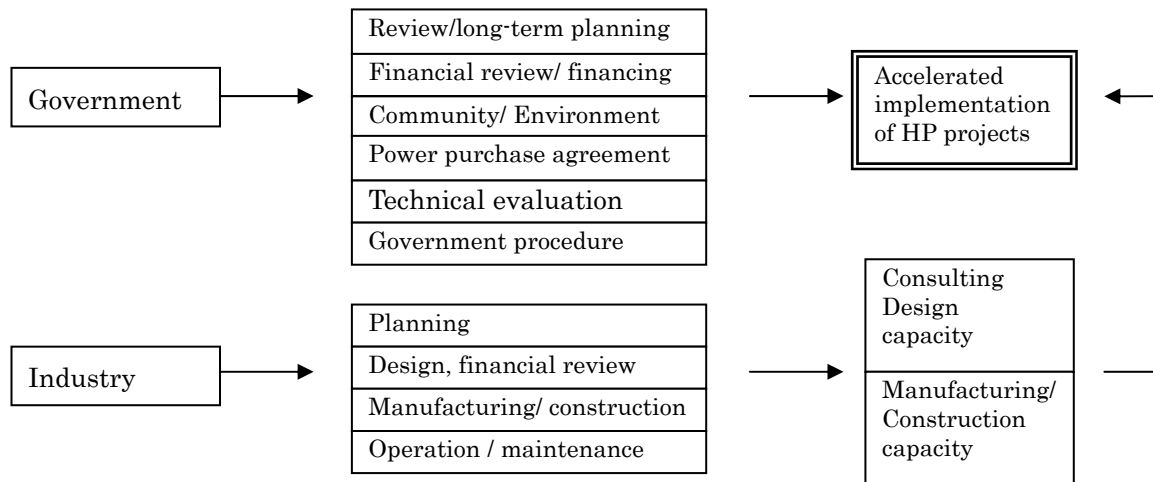 Government
Review/long-term planning
Financial review/ financing
Community/ Environment
Power purchase agreement
Technical evaluation
Government procedure
Accelerated
implementation
of HP projects
Industry
Planning
Design, financial review
Manufacturing/ construction
Operation / maintenance
Consulting
Design
capacity
Manufacturing/
Construction
capacity